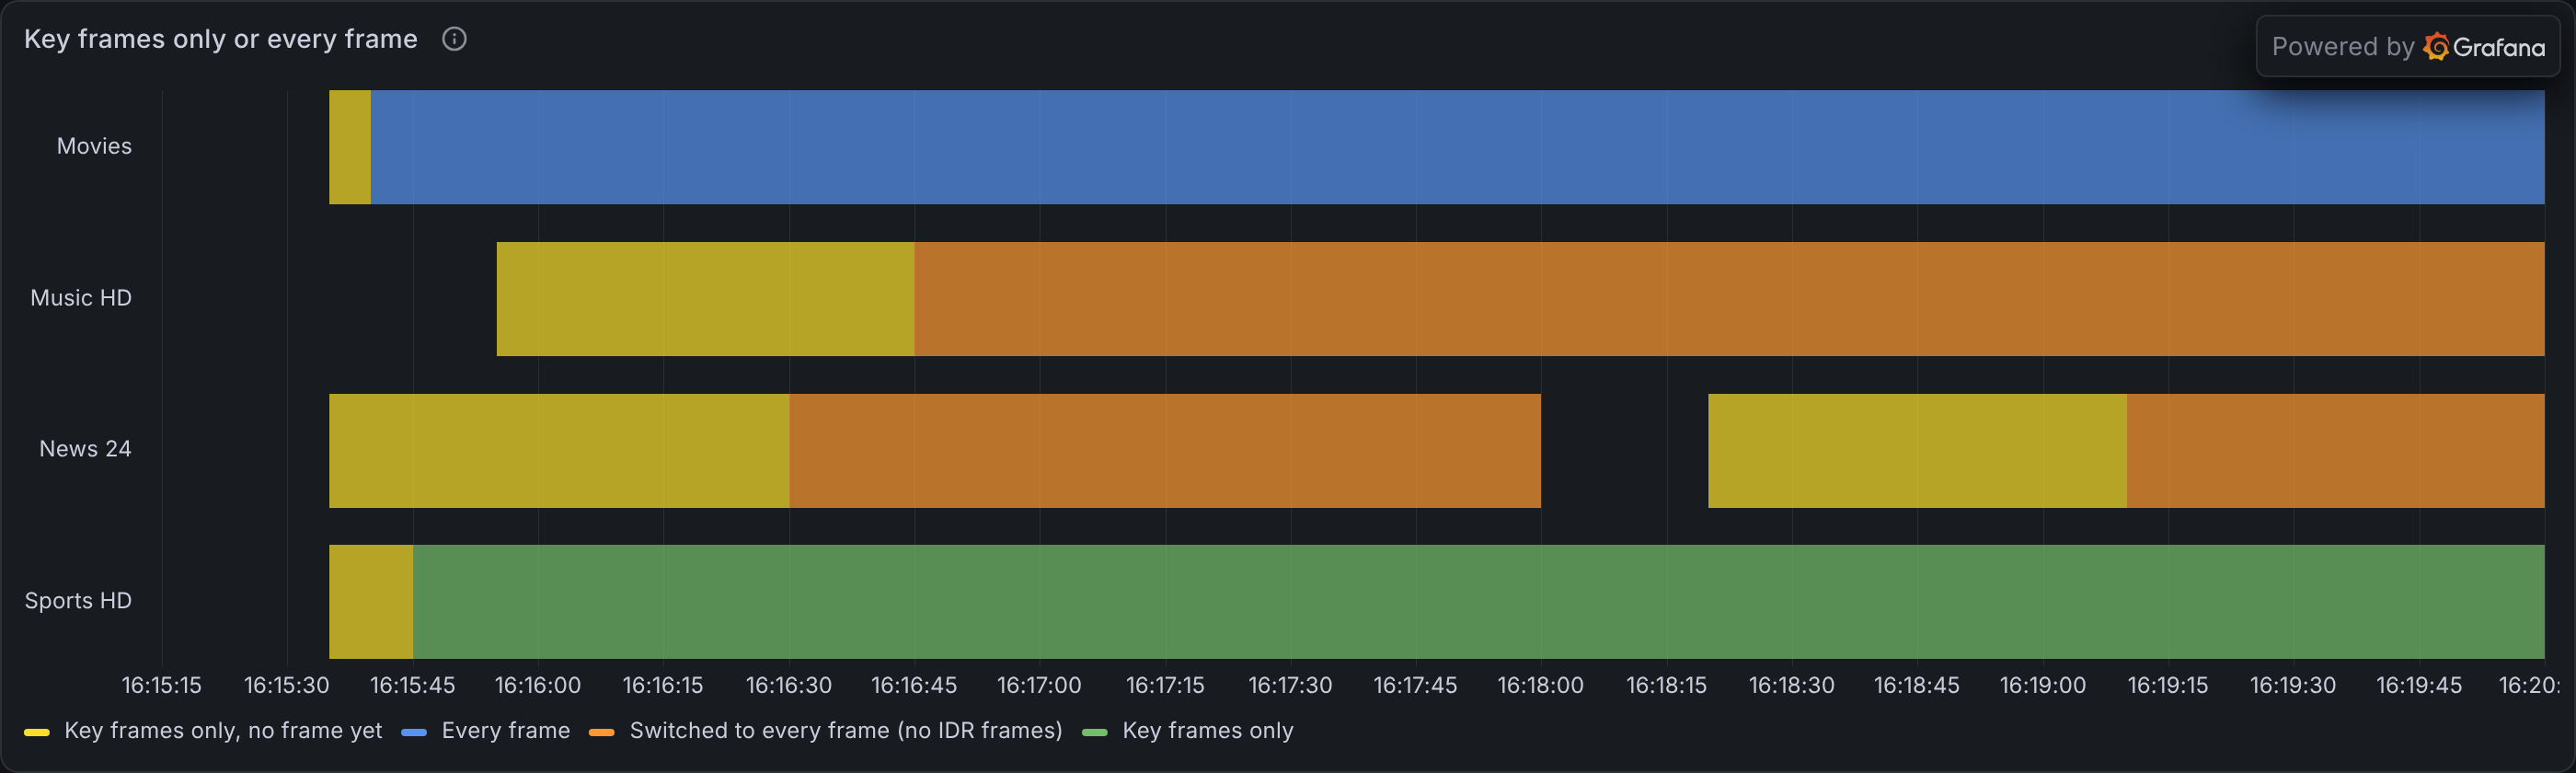 Key frames only or every frame
Powered by Grafana
Movies
Music HD
News 24
Sports HD
16:15:15 16:15:30 16:15:45 16:16:00 16:16:15 16:16:30 16:16:45 16:17:00 16:17:15 16:17:30 16:17:45 16:18:00 16:18:15 16:18:30 16:18:45 16:19:00 16:19:15 16:19:30 16:19:45 16:20:
Key frames only, no frame yet Every frame Switched to every frame (no IDR frames) Key frames only